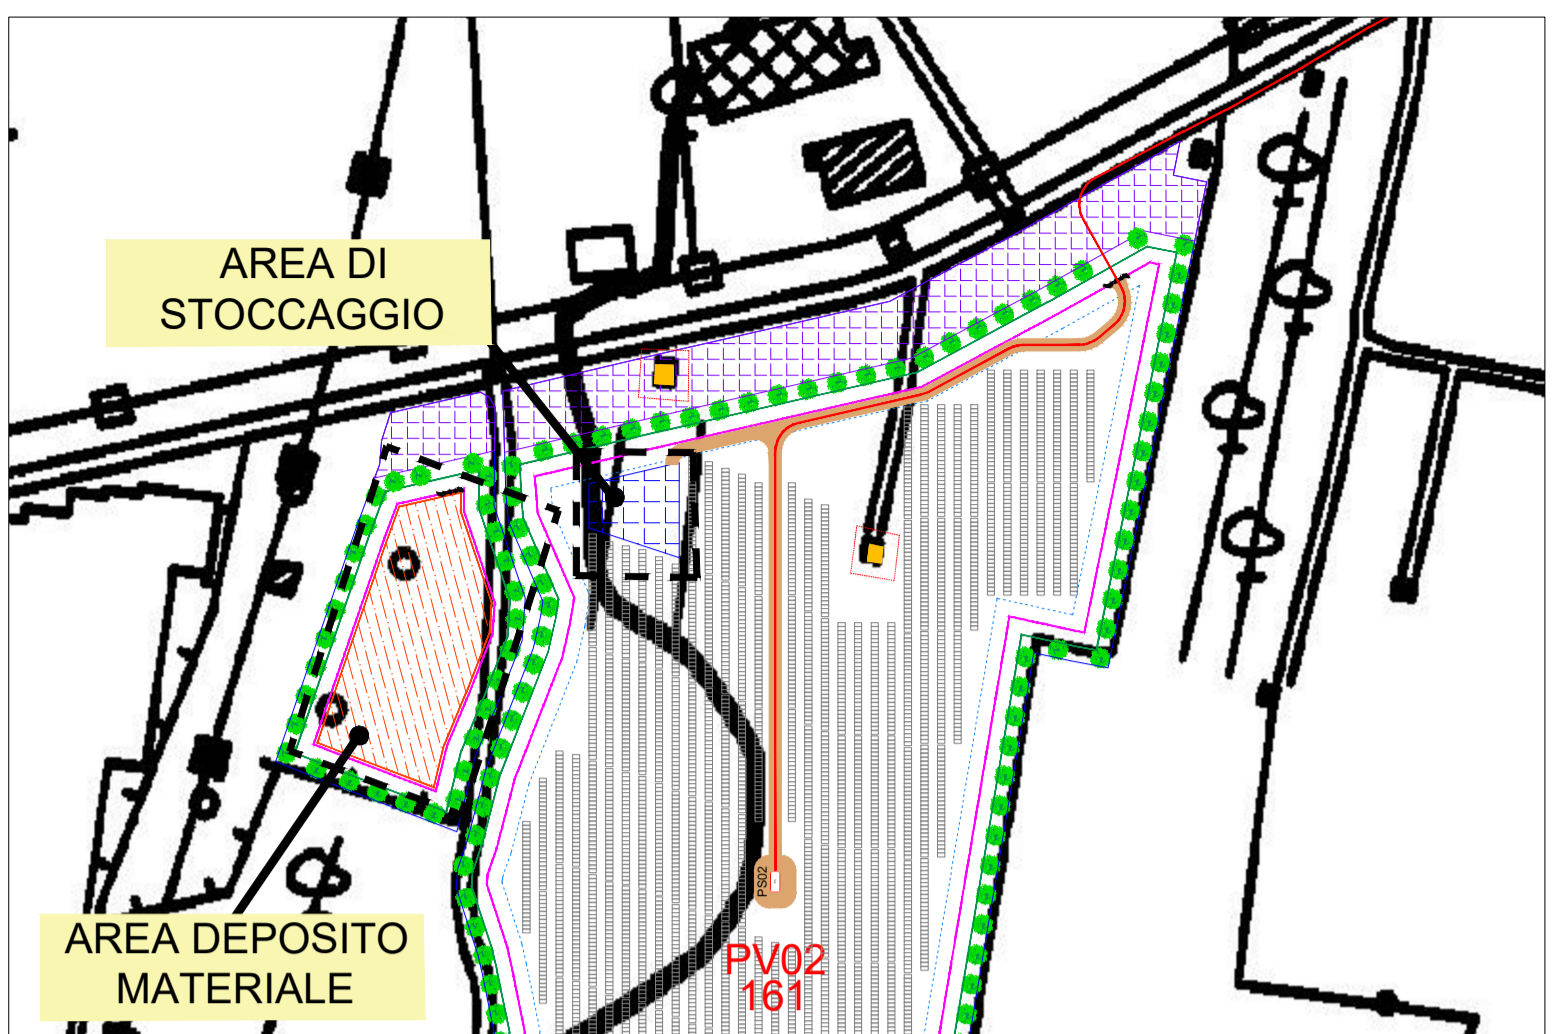 AREA DI
STOCCAGGIO
PS02
AREA DEPOSITO
MATERIALE
PV02
161